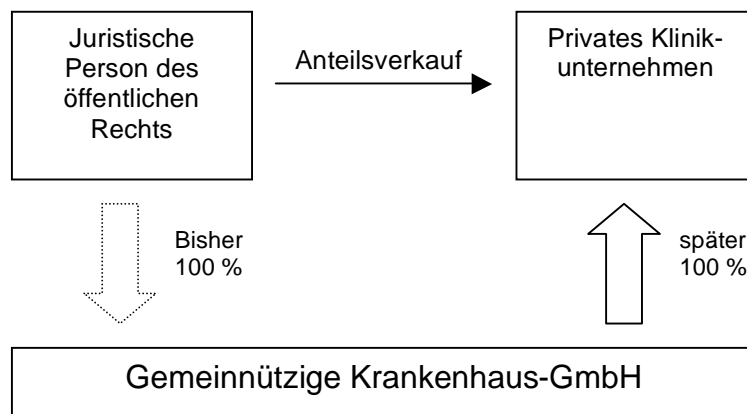 Juristische
Person des
öffentlichen
Rechts
Anteilsverkauf
Privates Klinik-
unternehmen
Bisher
100 %
später
100 %
Gemeinnützige Krankenhaus-GmbH